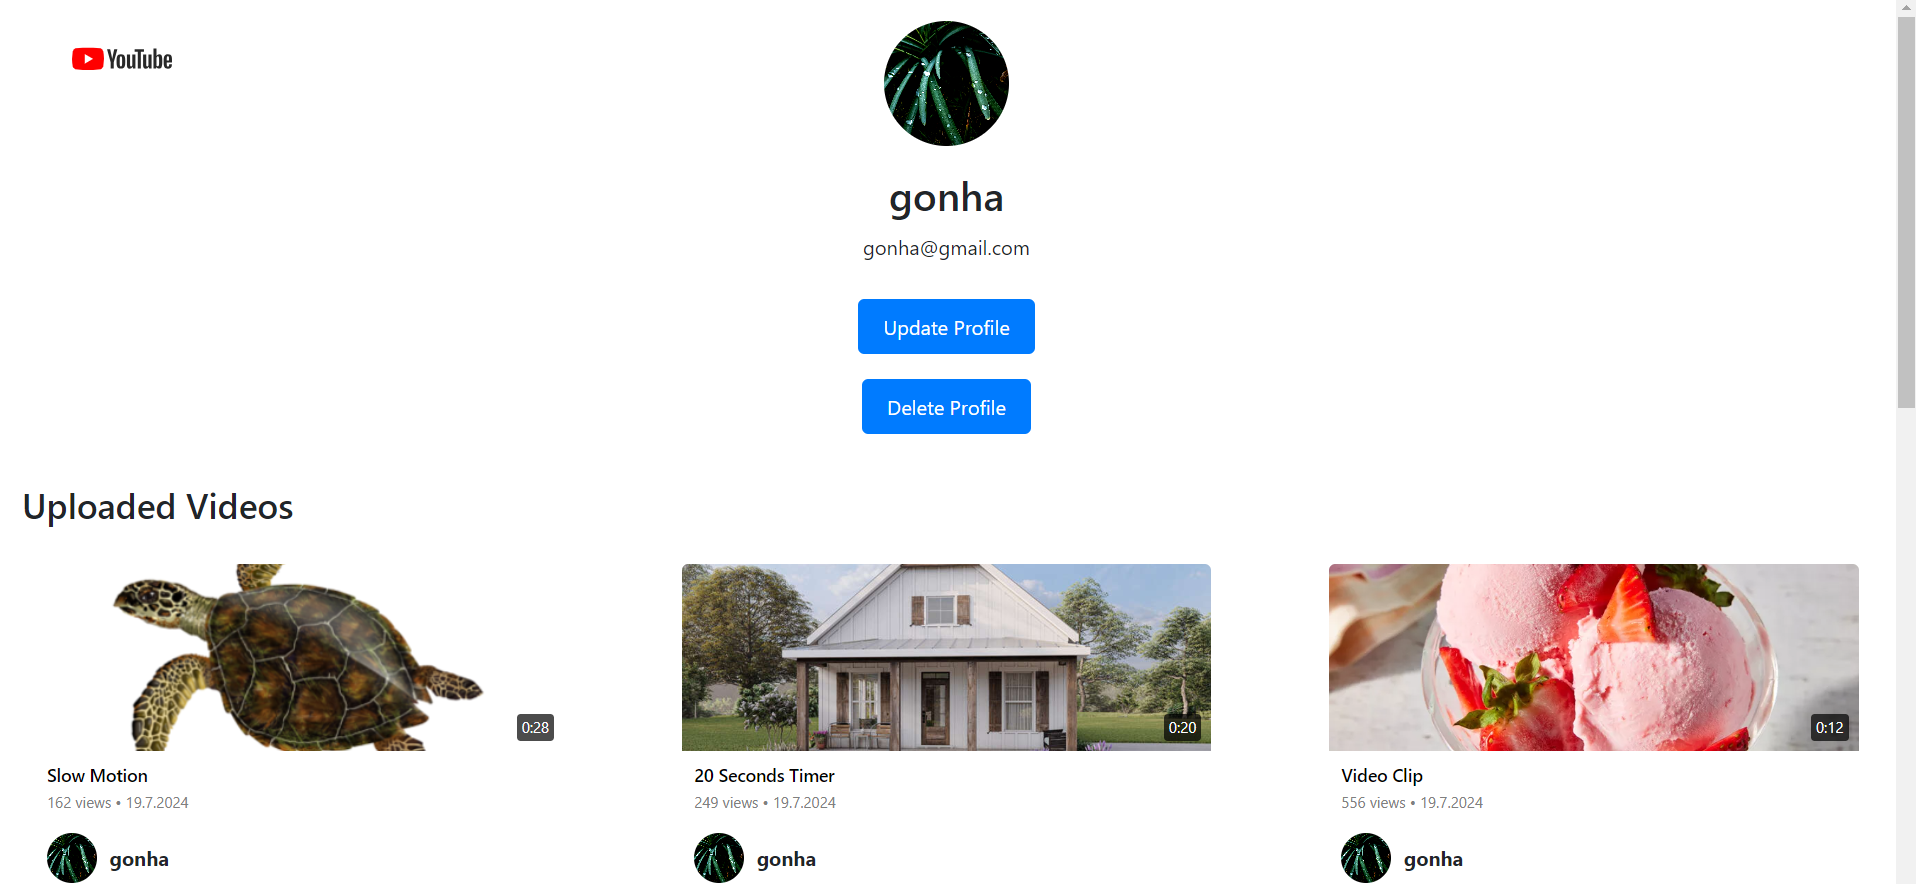 YouTube
gonha
gonha@gmail.com
Update Profile
Delete Profile
Uploaded Videos
0:28
0:20
0:12
Slow Motion
162 views • 19.7.2024
gonha
20 Seconds Timer
249 views • 19.7.2024
gonha
Video Clip
556 views • 19.7.2024
gonha